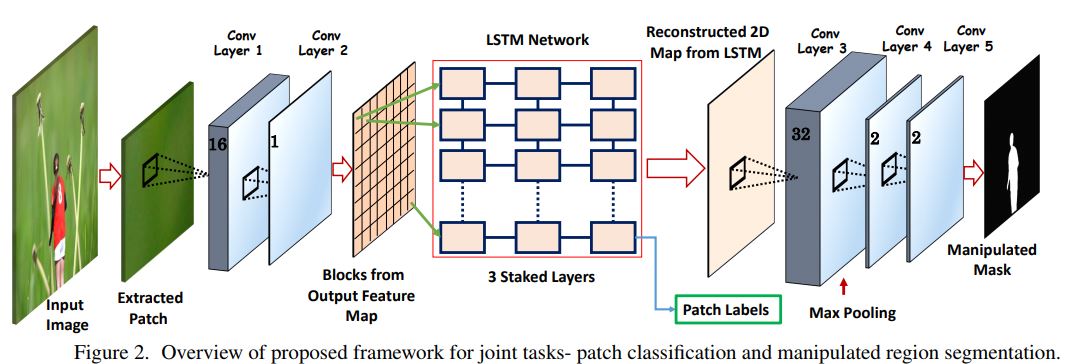 Input
Image
Extracted
Patch
Conv
Layer 1
16
Conv
Layer 2
1
Blocks from
Output Feature
Map
LSTM Network
3 Staked Layers
Patch Labels
Reconstructed 2D
Map from LSTM
Conv
Layer 3
32
Max Pooling
Conv
Layer 4
2
Conv
Layer 5
2
Manipulated
Mask
Figure 2. Overview of proposed framework for joint tasks- patch classification and manipulated region segmentation.